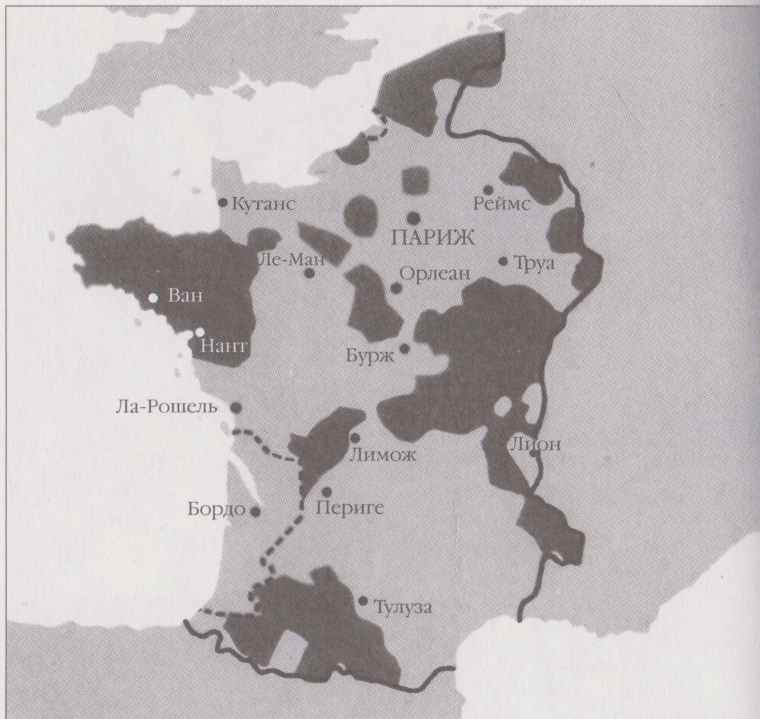 Кутанс
Реймс
ПАРИЖ
Ле-Ман
Труа
Орлеан
Ван
Нант
Бурж
Ла-Рошель
Лион
Лимож
Бордо
Периге
Тулуза